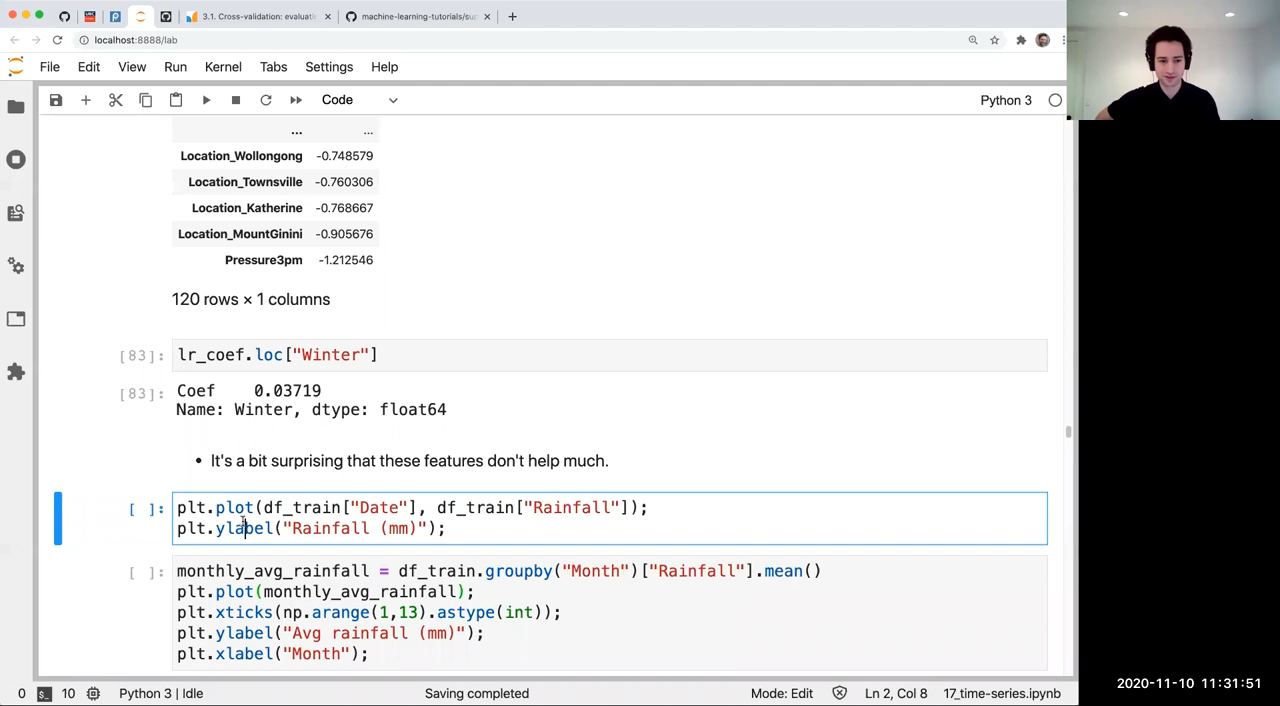 3.1. Cross-validation: evaluati
machine-learning-tutorials/su
localhost:8888/lab
File Edit View Run Kernel Tabs Settings Help
Code
Python 3
... ...
Location_Wollongong -0.748579
Location_Townsville -0.760306
Location_Katherine -0.768667
Location_MountGinini -0.905676
Pressure3pm -1.212546
120 rows × 1 columns
[83]: lr_coef.loc["Winter"]
[83]: Coef 0.03719
Name: Winter, dtype: float64
• It's a bit surprising that these features don't help much.
[ ]: plt.plot(df_train["Date"], df_train["Rainfall"]);
plt.ylabel("Rainfall (mm)");
[ ]: monthly_avg_rainfall = df_train.groupby("Month")["Rainfall"].mean()
plt.plot(monthly_avg_rainfall);
plt.xticks(np.arange(1,13).astype(int));
plt.ylabel("Avg rainfall (mm)");
plt.xlabel("Month");
0 10 Python 3 | Idle Saving completed Mode: Edit Ln 2, Col 8 17_time-series.ipynb
2020-11-10 11:31:51